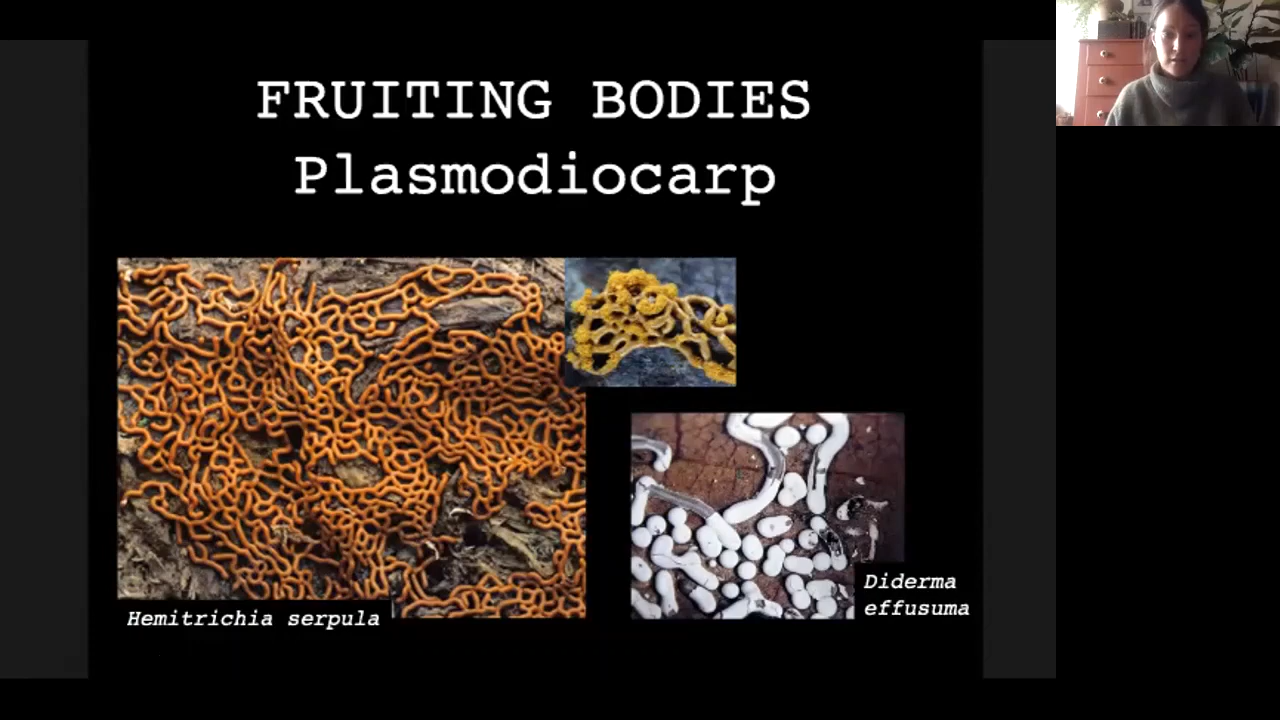 FRUITING BODIES
Plasmodiocarp
Hemitrichia serpula
Diderma
effusuma